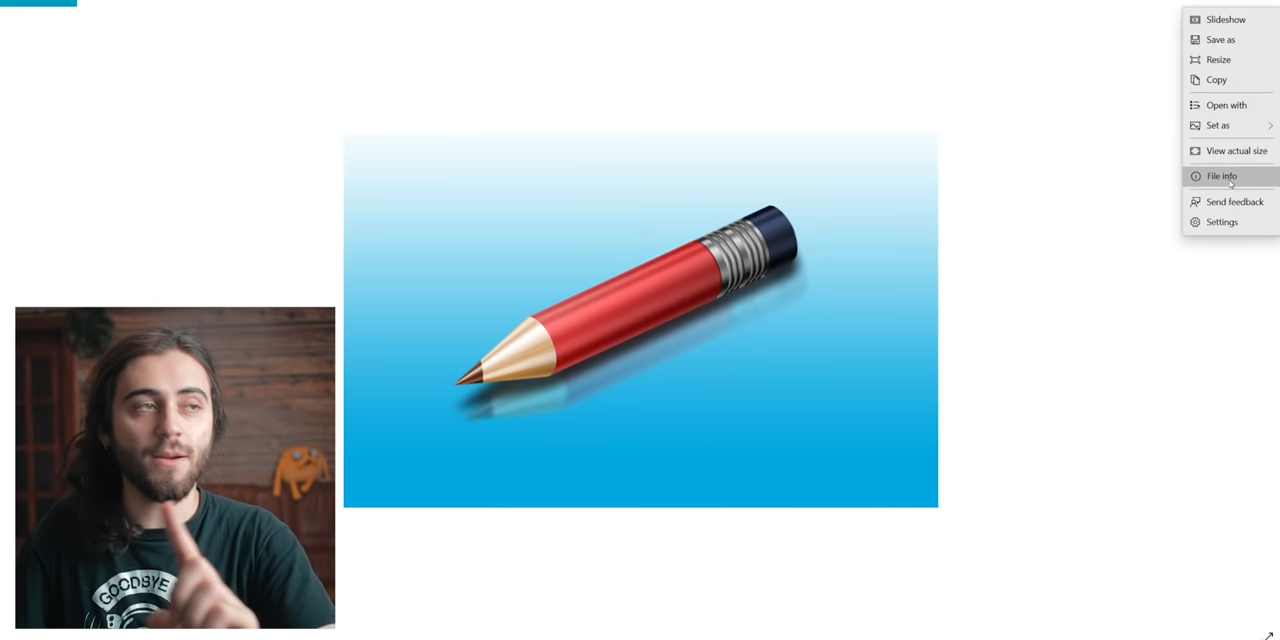 Slideshow
Save as
Resize
Copy
Open with
Set as
View actual size
File info
Send feedback
Settings
GOODBYE